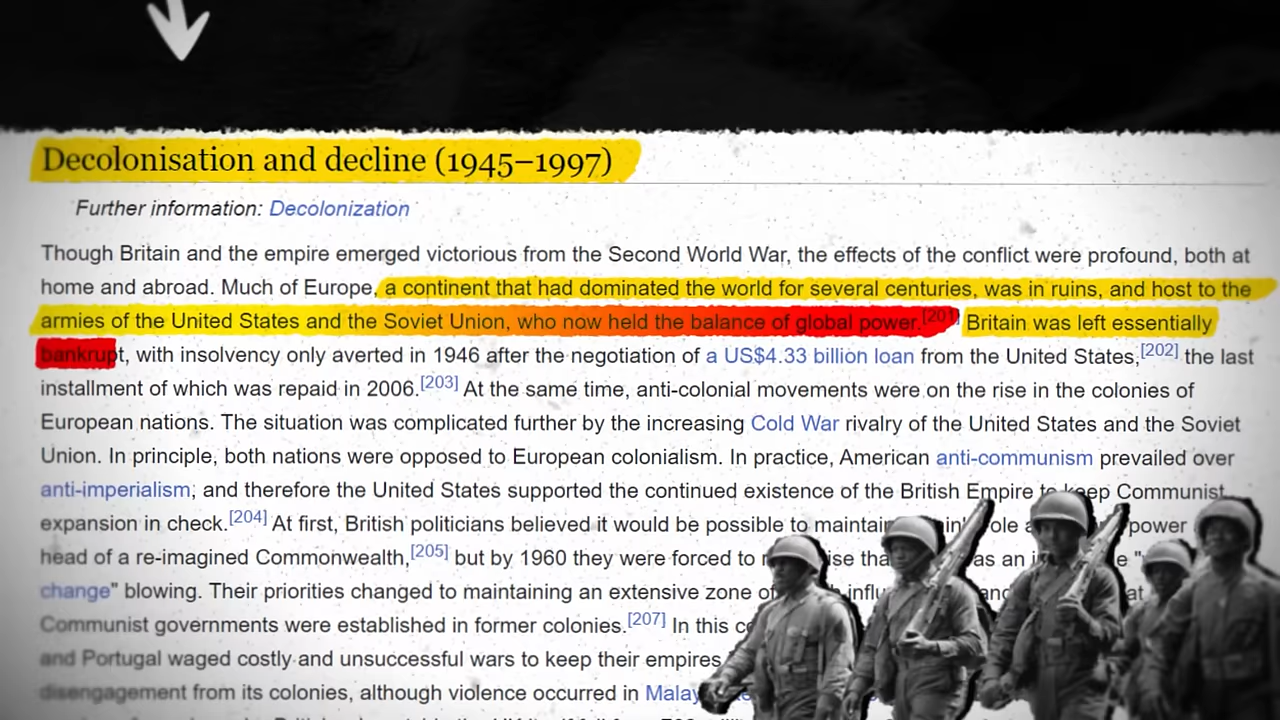 Decolonisation and decline (1945–1997)
Further information: Decolonization
Though Britain and the empire emerged victorious from the Second World War, the effects of the conflict were profound, both at
home and abroad. Much of Europe, a continent that had dominated the world for several centuries, was in ruins, and host to the
armies of the United States and the Soviet Union, who now held the balance of global power.[201] Britain was left essentially
bankrupt, with insolvency only averted in 1946 after the negotiation of a US$4.33 billion loan from the United States,[202] the last
installment of which was repaid in 2006.[203] At the same time, anti-colonial movements were on the rise in the colonies of
European nations. The situation was complicated further by the increasing Cold War rivalry of the United States and the Soviet
Union. In principle, both nations were opposed to European colonialism. In practice, American anti-communism prevailed over
anti-imperialism, and therefore the United States supported the continued existence of the British Empire to keep Communist
expansion in check.[204] At first, British politicians believed it would be possible to maintain power
head of a re-imagined Commonwealth,[205] but by 1960 they were forced to as an "
change" blowing. Their priorities changed to maintaining an extensive zone of
Communist governments were established in former colonies.[207] In this
and Portugal waged costly and unsuccessful wars to keep their empires
disengagement from its colonies, although violence occurred in